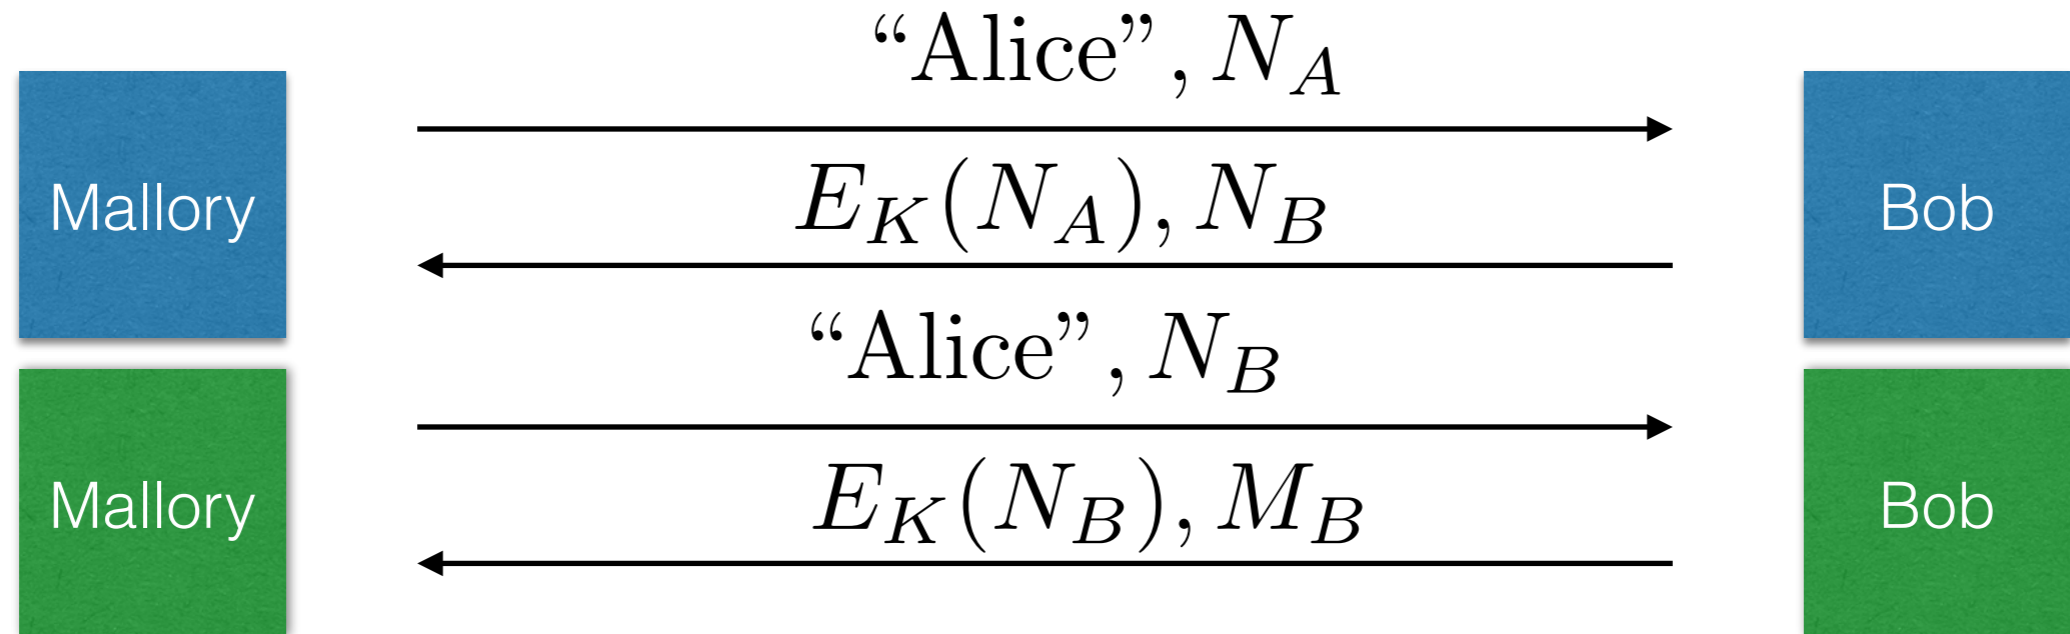 “Alice”, N_A
Mallory
E_K(N_A), N_B
Bob
“Alice”, N_B
Mallory
E_K(N_B), M_B
Bob